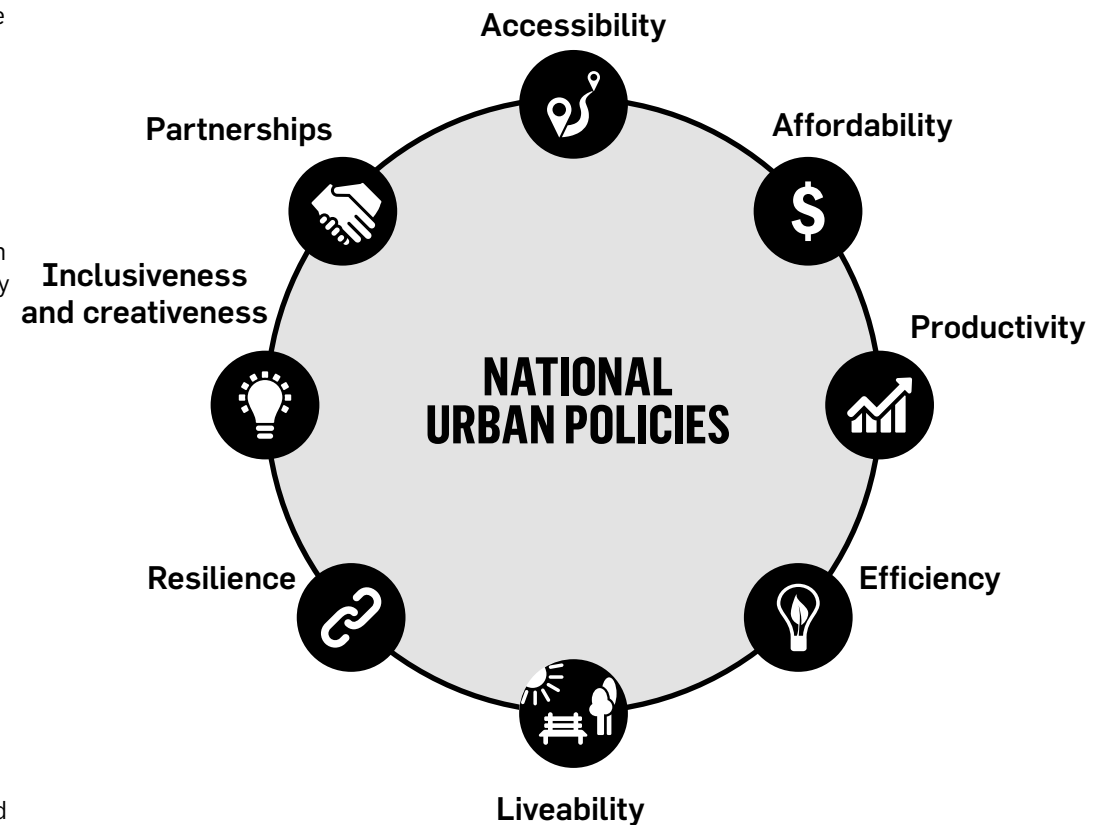 Accessibility
Partnerships
Affordability
Inclusiveness
and creativeness
Productivity
NATIONAL
URBAN POLICIES
$
Resilience
Efficiency
Liveability